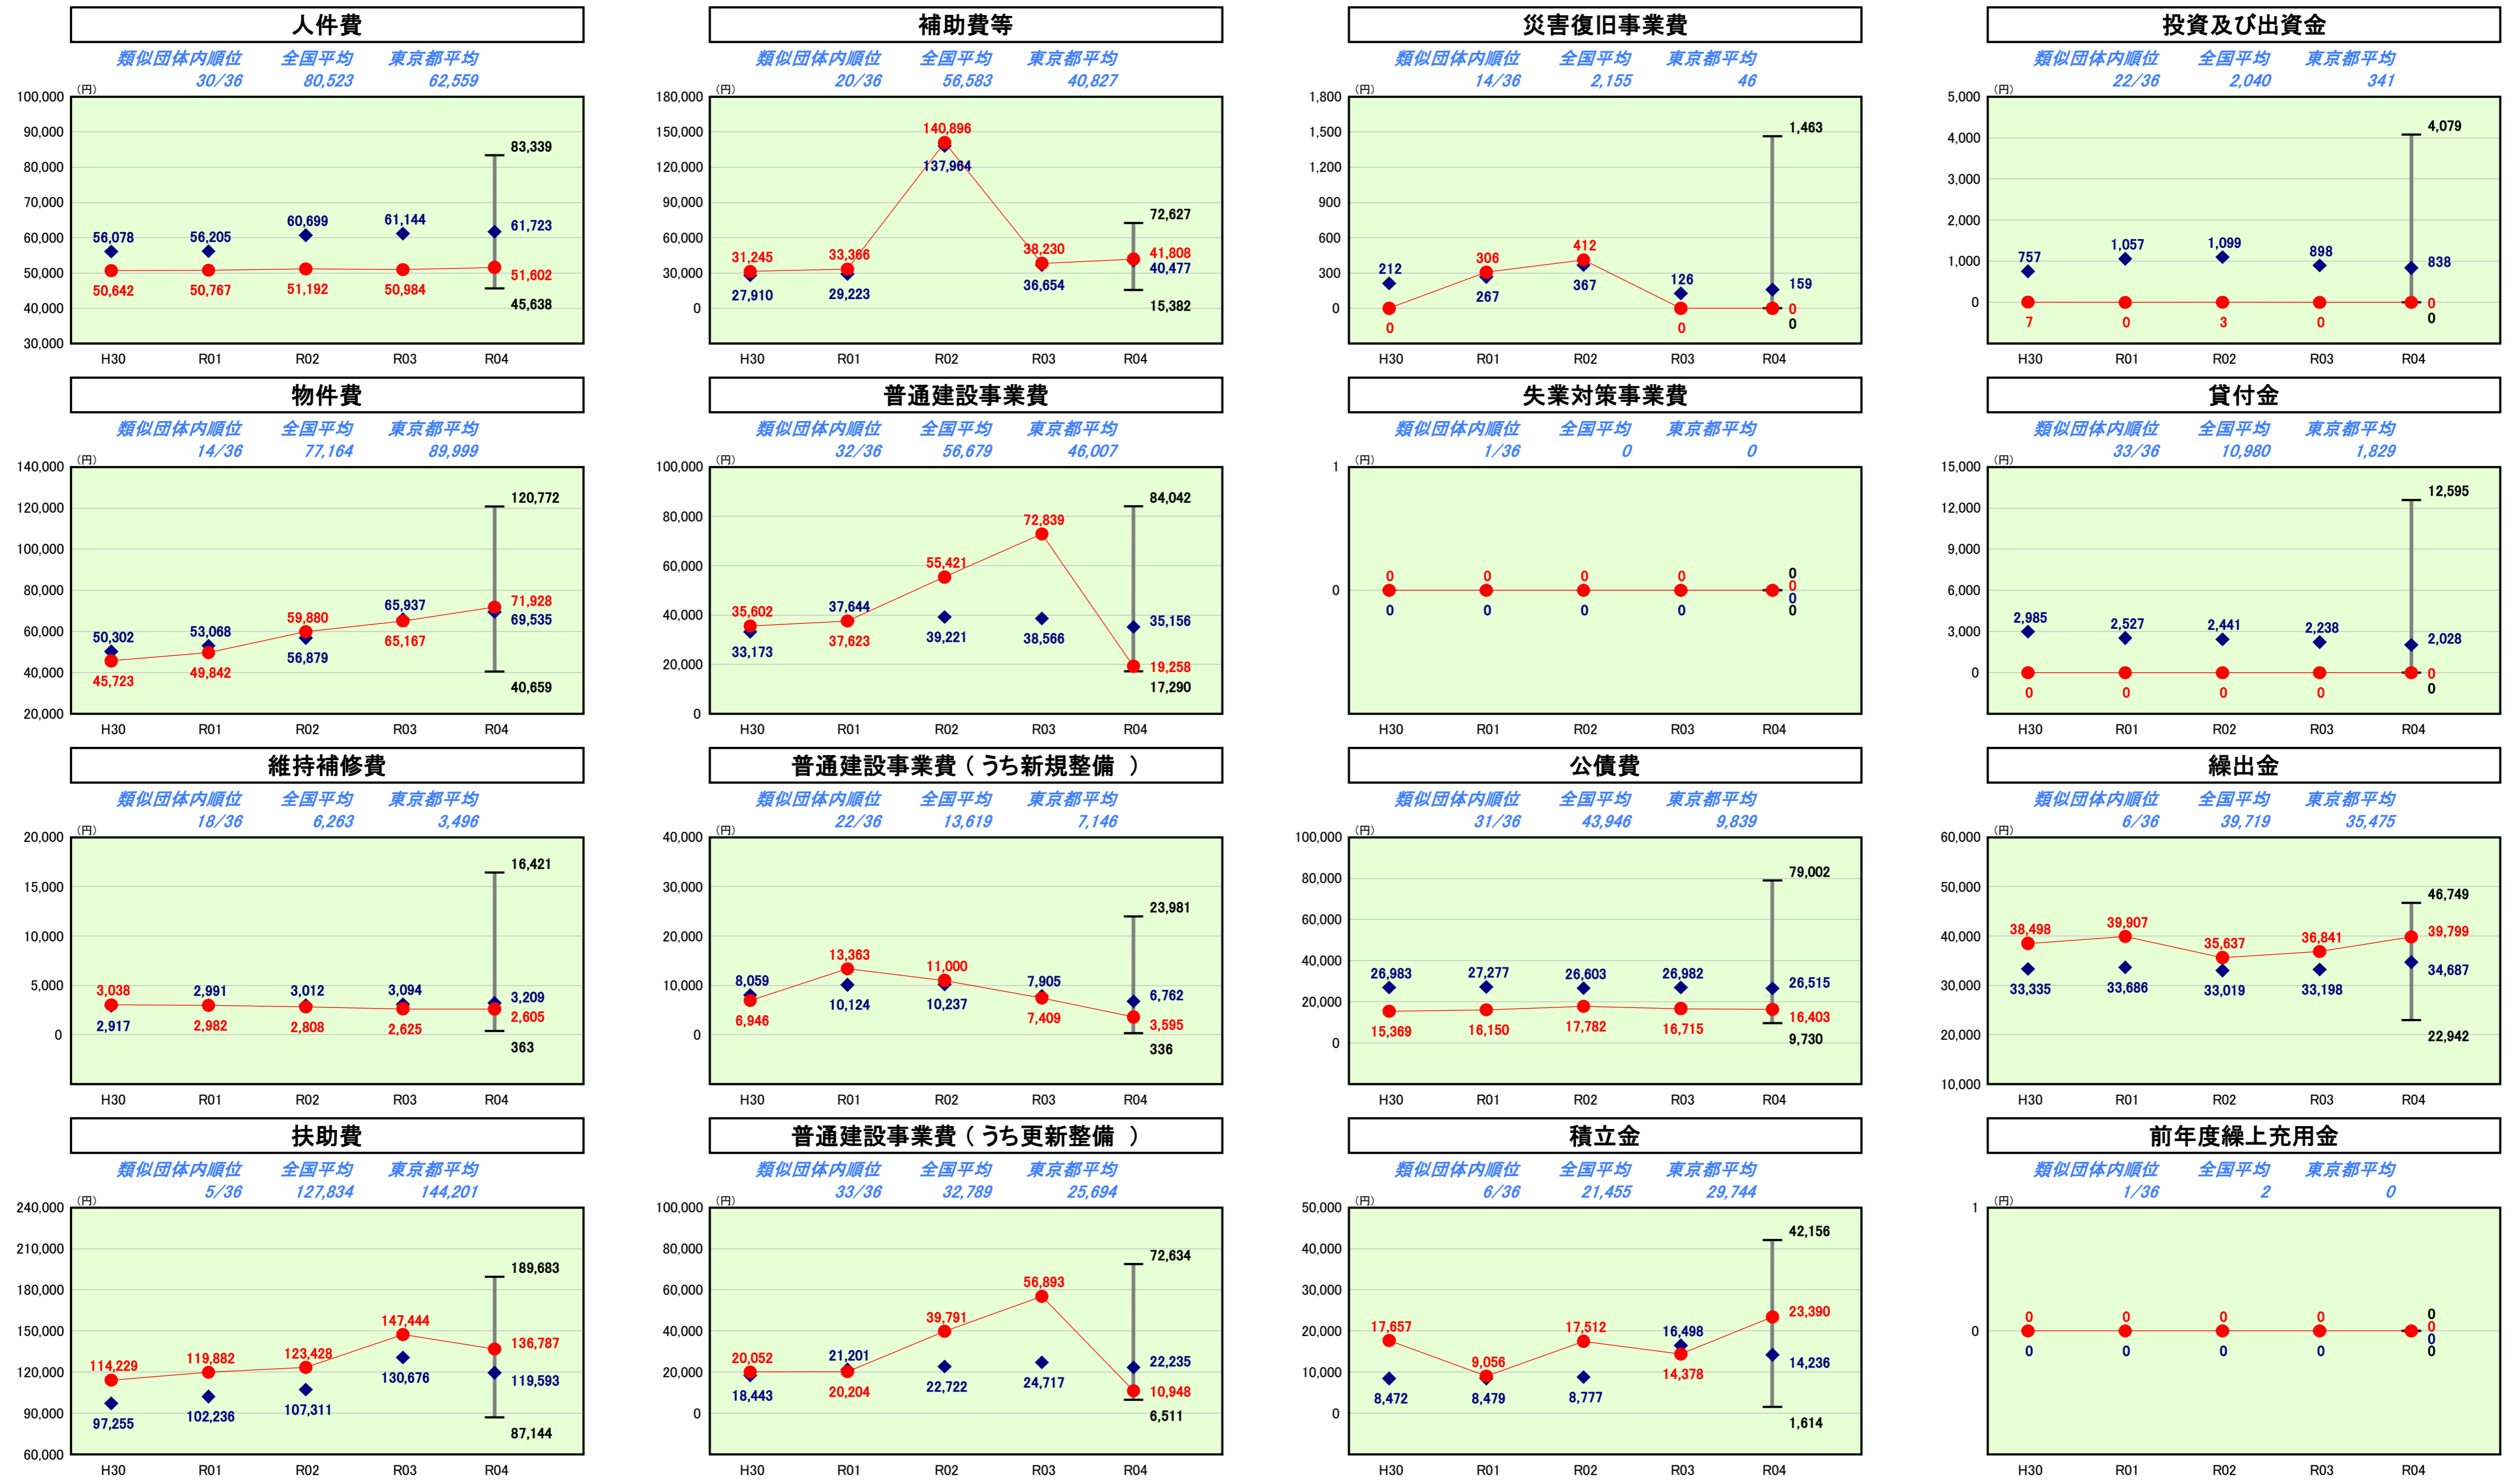 人件費
類似団体内順位 全国平均 東京都平均
30/36 80,523 62,559
(円)
100,000
90,000
80,000
70,000
60,000
50,000
40,000
30,000
83,339
56,078 56,205 60,699 61,144 61,723
50,642 50,767 51,192 50,984 51,602
45,638
H30 R01 R02 R03 R04
補助費等
類似団体内順位 全国平均 東京都平均
20/36 56,583 40,827
(円)
180,000
150,000
120,000
90,000
60,000
30,000
0
140,896
137,964
72,627
31,245 33,366 38,230 41,808
27,910 29,223 36,654 40,477
15,382
H30 R01 R02 R03 R04
災害復旧事業費
類似団体内順位 全国平均 東京都平均
14/36 2,155 46
(円)
1,800
1,500
1,200
900
600
300
0
1,463
212 306 412 126 159
0 267 367 0 0
0
H30 R01 R02 R03 R04
投資及び出資金
類似団体内順位 全国平均 東京都平均
22/36 2,040 341
(円)
5,000
4,000
3,000
2,000
1,000
0
4,079
757 1,057 1,099 898 838
7 0 3 0 0
0
H30 R01 R02 R03 R04
物件費
類似団体内順位 全国平均 東京都平均
14/36 77,164 89,999
(円)
140,000
120,000
100,000
80,000
60,000
40,000
20,000
120,772
50,302 53,068 59,880 65,937 71,928
45,723 49,842 56,879 65,167 69,535
40,659
H30 R01 R02 R03 R04
普通建設事業費
類似団体内順位 全国平均 東京都平均
32/36 56,679 46,007
(円)
100,000
80,000
60,000
40,000
20,000
0
84,042
35,602 37,644 55,421 72,839 35,156
33,173 37,623 39,221 38,566 19,258
17,290
H30 R01 R02 R03 R04
失業対策事業費
類似団体内順位 全国平均 東京都平均
1/36 0 0
(円)
1
0
0
0 0 0 0 0
0 0 0 0 0
0
H30 R01 R02 R03 R04
貸付金
類似団体内順位 全国平均 東京都平均
33/36 10,980 1,829
(円)
15,000
12,000
9,000
6,000
3,000
0
12,595
2,985 2,527 2,441 2,238 2,028
0 0 0 0 0
0
H30 R01 R02 R03 R04
維持補修費
類似団体内順位 全国平均 東京都平均
18/36 6,263 3,496
(円)
20,000
15,000
10,000
5,000
0
16,421
3,038 2,991 3,012 3,094 3,209
2,917 2,982 2,808 2,625 2,605
363
H30 R01 R02 R03 R04
普通建設事業費（うち新規整備　）
類似団体内順位 全国平均 東京都平均
22/36 13,619 7,146
(円)
40,000
30,000
20,000
10,000
0
23,981
8,059 13,363 11,000 7,905 6,762
6,946 10,124 10,237 7,409 3,595
336
H30 R01 R02 R03 R04
公債費
類似団体内順位 全国平均 東京都平均
31/36 43,946 9,839
(円)
100,000
80,000
60,000
40,000
20,000
0
79,002
26,983 27,277 26,603 26,982 26,515
15,369 16,150 17,782 16,715 16,403
9,730
H30 R01 R02 R03 R04
繰出金
類似団体内順位 全国平均 東京都平均
6/36 39,719 35,475
(円)
60,000
50,000
40,000
30,000
20,000
10,000
46,749
38,498 39,907 35,637 36,841 39,799
33,335 33,686 33,019 33,198 34,687
22,942
H30 R01 R02 R03 R04
扶助費
類似団体内順位 全国平均 東京都平均
5/36 127,834 144,201
(円)
240,000
210,000
180,000
150,000
120,000
90,000
60,000
189,683
114,229 119,882 123,428 147,444 136,787
97,255 102,236 107,311 130,676 119,593
87,144
H30 R01 R02 R03 R04
普通建設事業費（うち更新整備　）
類似団体内順位 全国平均 東京都平均
33/36 32,789 25,694
(円)
100,000
80,000
60,000
40,000
20,000
0
72,634
20,052 21,201 39,791 56,893 22,235
18,443 20,204 22,722 24,717 10,948
6,511
H30 R01 R02 R03 R04
積立金
類似団体内順位 全国平均 東京都平均
6/36 21,455 29,744
(円)
50,000
40,000
30,000
20,000
10,000
0
42,156
17,657 9,056 17,512 16,498 23,390
8,472 8,479 8,777 14,378 14,236
1,614
H30 R01 R02 R03 R04
前年度繰上充用金
類似団体内順位 全国平均 東京都平均
1/36 2 0
(円)
1
0
0
0 0 0 0 0
0 0 0 0 0
0
H30 R01 R02 R03 R04